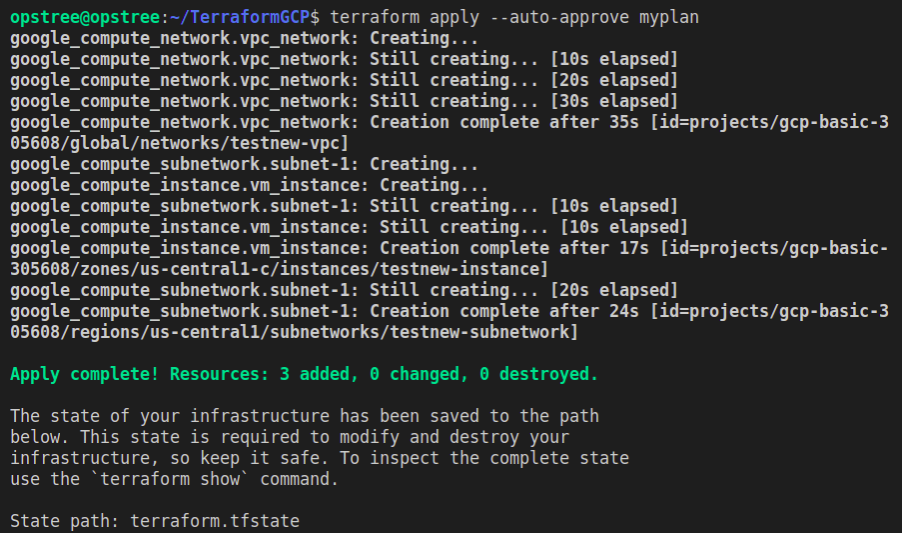 opstree@opstree:~/TerraformGCP$ terraform apply --auto-approve myplan
google_compute_network.vpc_network: Creating...
google_compute_network.vpc_network: Still creating... [10s elapsed]
google_compute_network.vpc_network: Still creating... [20s elapsed]
google_compute_network.vpc_network: Still creating... [30s elapsed]
google_compute_network.vpc_network: Creation complete after 35s [id=projects/gcp-basic-3
05608/global/networks/testnew-vpc]
google_compute_subnetwork.subnet-1: Creating...
google_compute_instance.vm_instance: Creating...
google_compute_subnetwork.subnet-1: Still creating... [10s elapsed]
google_compute_instance.vm_instance: Still creating... [10s elapsed]
google_compute_instance.vm_instance: Creation complete after 17s [id=projects/gcp-basic-
305608/zones/us-central1-c/instances/testnew-instance]
google_compute_subnetwork.subnet-1: Still creating... [20s elapsed]
google_compute_subnetwork.subnet-1: Creation complete after 24s [id=projects/gcp-basic-3
05608/regions/us-central1/subnetworks/testnew-subnetwork]
Apply complete! Resources: 3 added, 0 changed, 0 destroyed.
The state of your infrastructure has been saved to the path
below. This state is required to modify and destroy your
infrastructure, so keep it safe. To inspect the complete state
use the `terraform show` command.
State path: terraform.tfstate